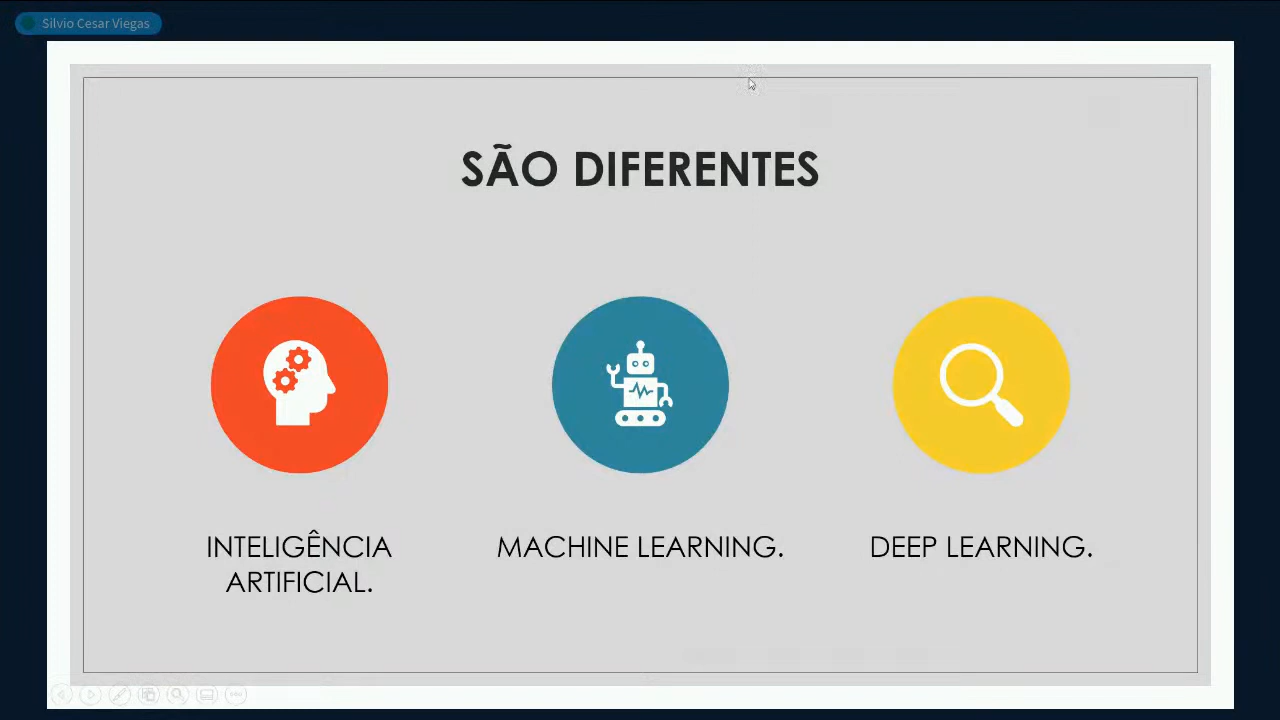 Silvio Cesar Viegas
SÃO DIFERENTES
INTELIGÊNCIA
ARTIFICIAL.
MACHINE LEARNING.
DEEP LEARNING.